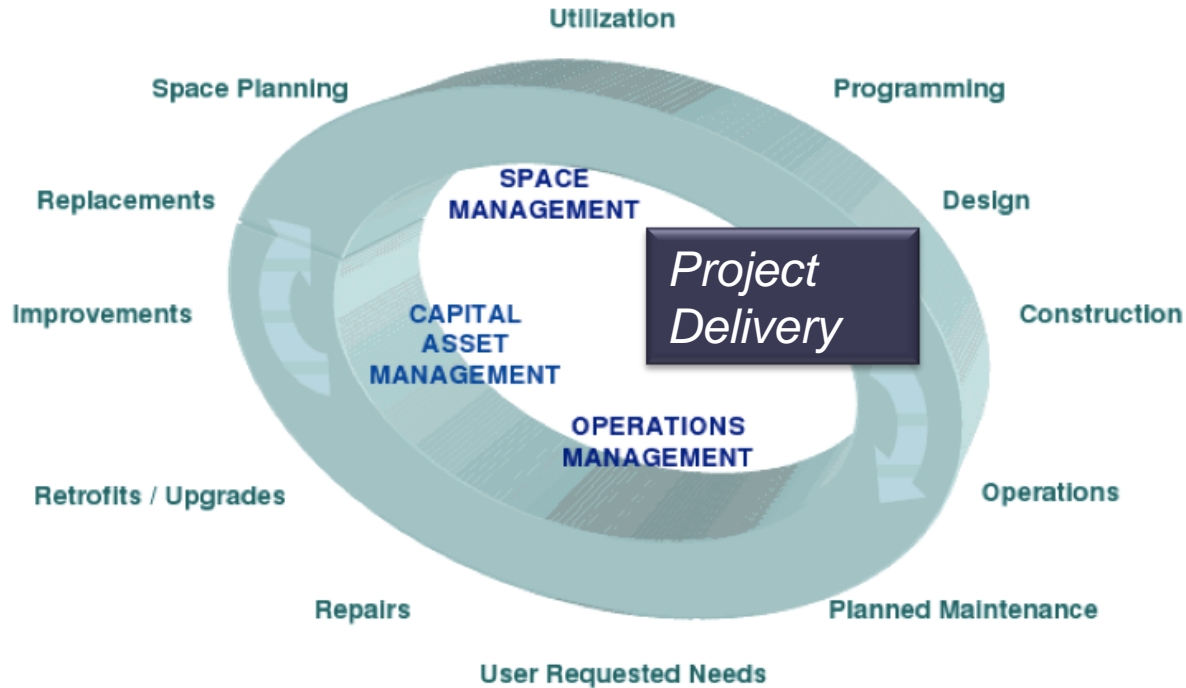 Utilization
Space Planning
Programming
Replacements
SPACE
MANAGEMENT
Design
Project
Delivery
Improvements
CAPITAL
ASSET
MANAGEMENT
Construction
OPERATIONS
MANAGEMENT
Retrofits / Upgrades
Operations
Repairs
Planned Maintenance
User Requested Needs